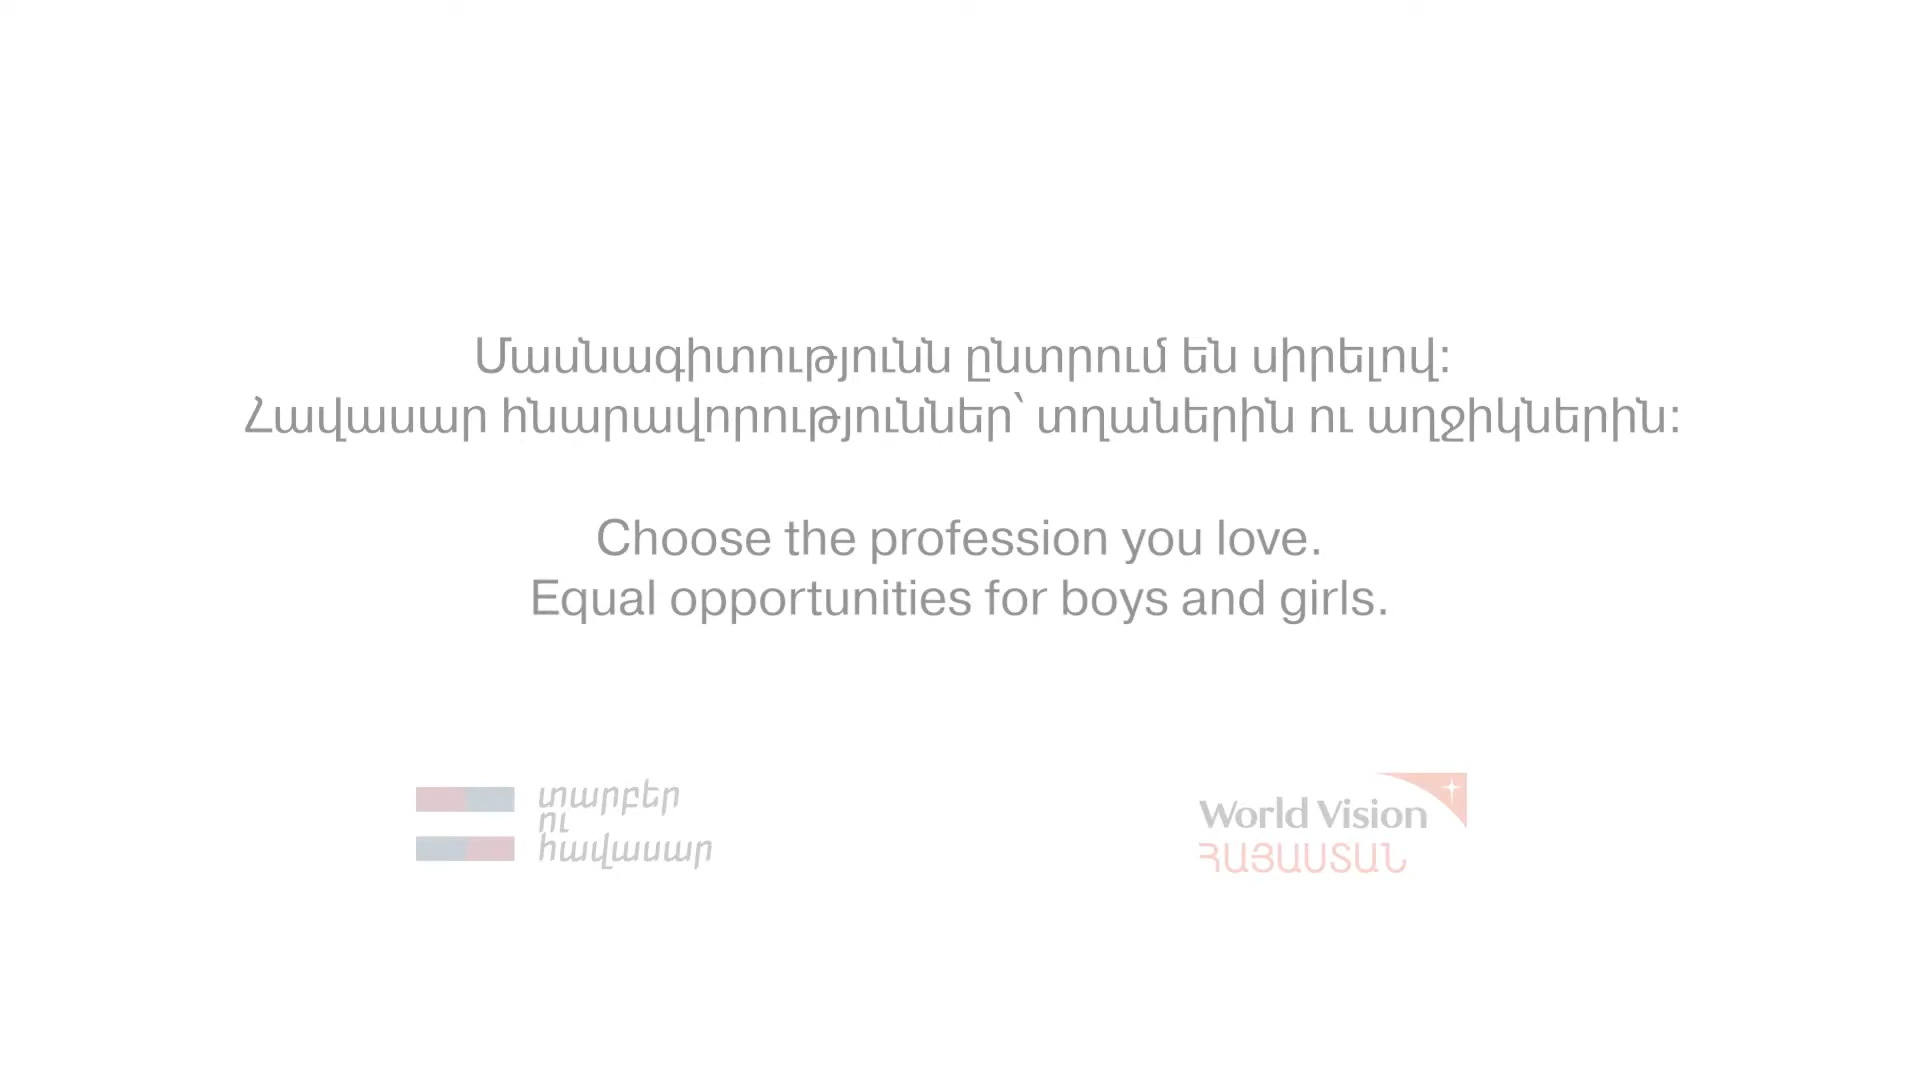 Մասնագիտությունն ընտրում են սիրելով:
Հավասար հնարավորություններ՝ տղաներին ու աղջիկներին:
Choose the profession you love.
Equal opportunities for boys and girls.
տարբեր
ու
հավասար
World Vision
ՀԱՅԱՍՏԱՆ